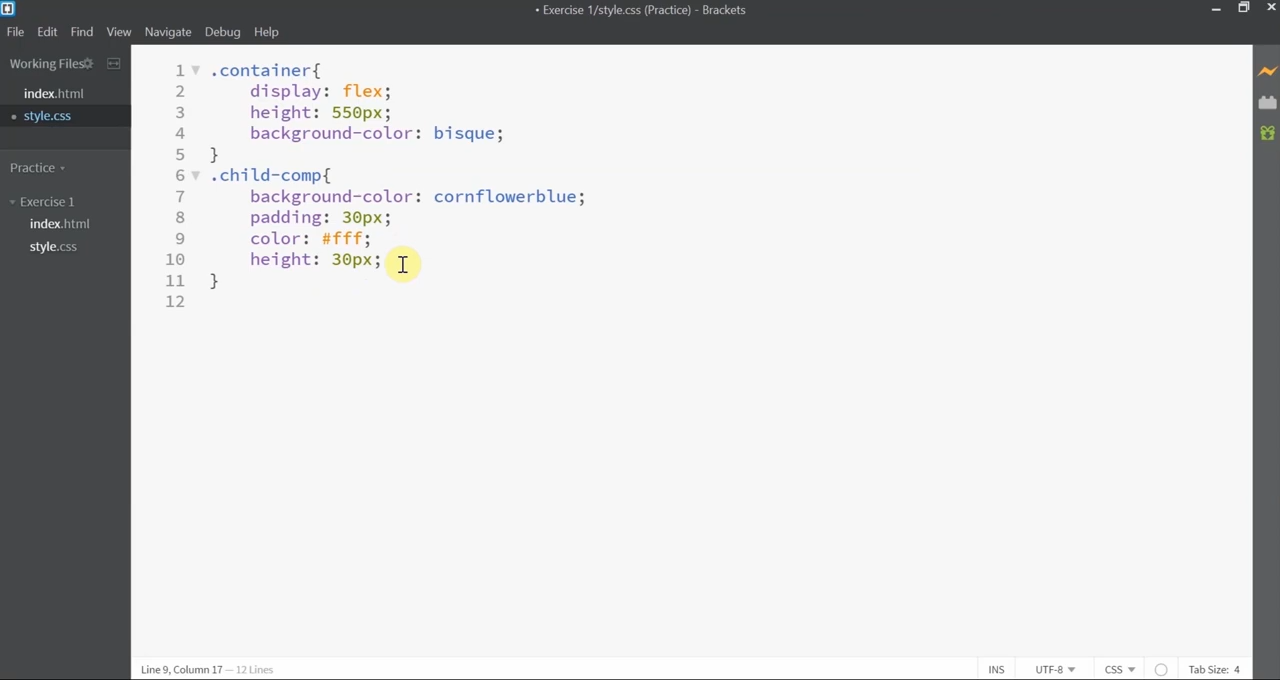 • Exercise 1/style.css (Practice) - Brackets
File Edit Find View Navigate Debug Help
Working Files
index.html
• style.css
Practice
Exercise 1
index.html
style.css
1 .container{
2 display: flex;
3 height: 550px;
4 background-color: bisque;
5 }
6 .child-comp{
7 background-color: cornflowerblue;
8 padding: 30px;
9 color: #fff;
10 height: 30px;
11 }
12
Line 9, Column 17 — 12 Lines
INS UTF-8 CSS Tab Size: 4